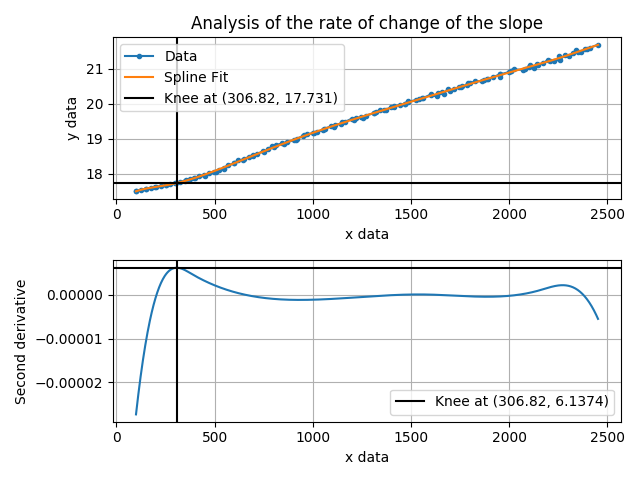 Analysis of the rate of change of the slope
Data
Spline Fit
Knee at (306.82, 17.731)
y data
21
20
19
18
0 500 1000 1500 2000 2500
x data
Second derivative
0.00000
−0.00001
−0.00002
Knee at (306.82, 6.1374)
0 500 1000 1500 2000 2500
x data